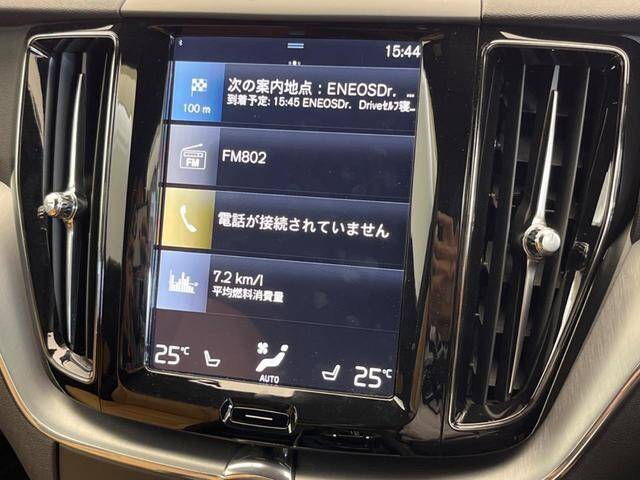 15:44
次の案内地点：ENEOSDr. …
到着予定: 15:45 ENEOSDr. Driveセルフ寝…
100 m
FM
FM802
電話が接続されていません
7.2 km/l
平均燃料消費量
25°C
AUTO
25°C